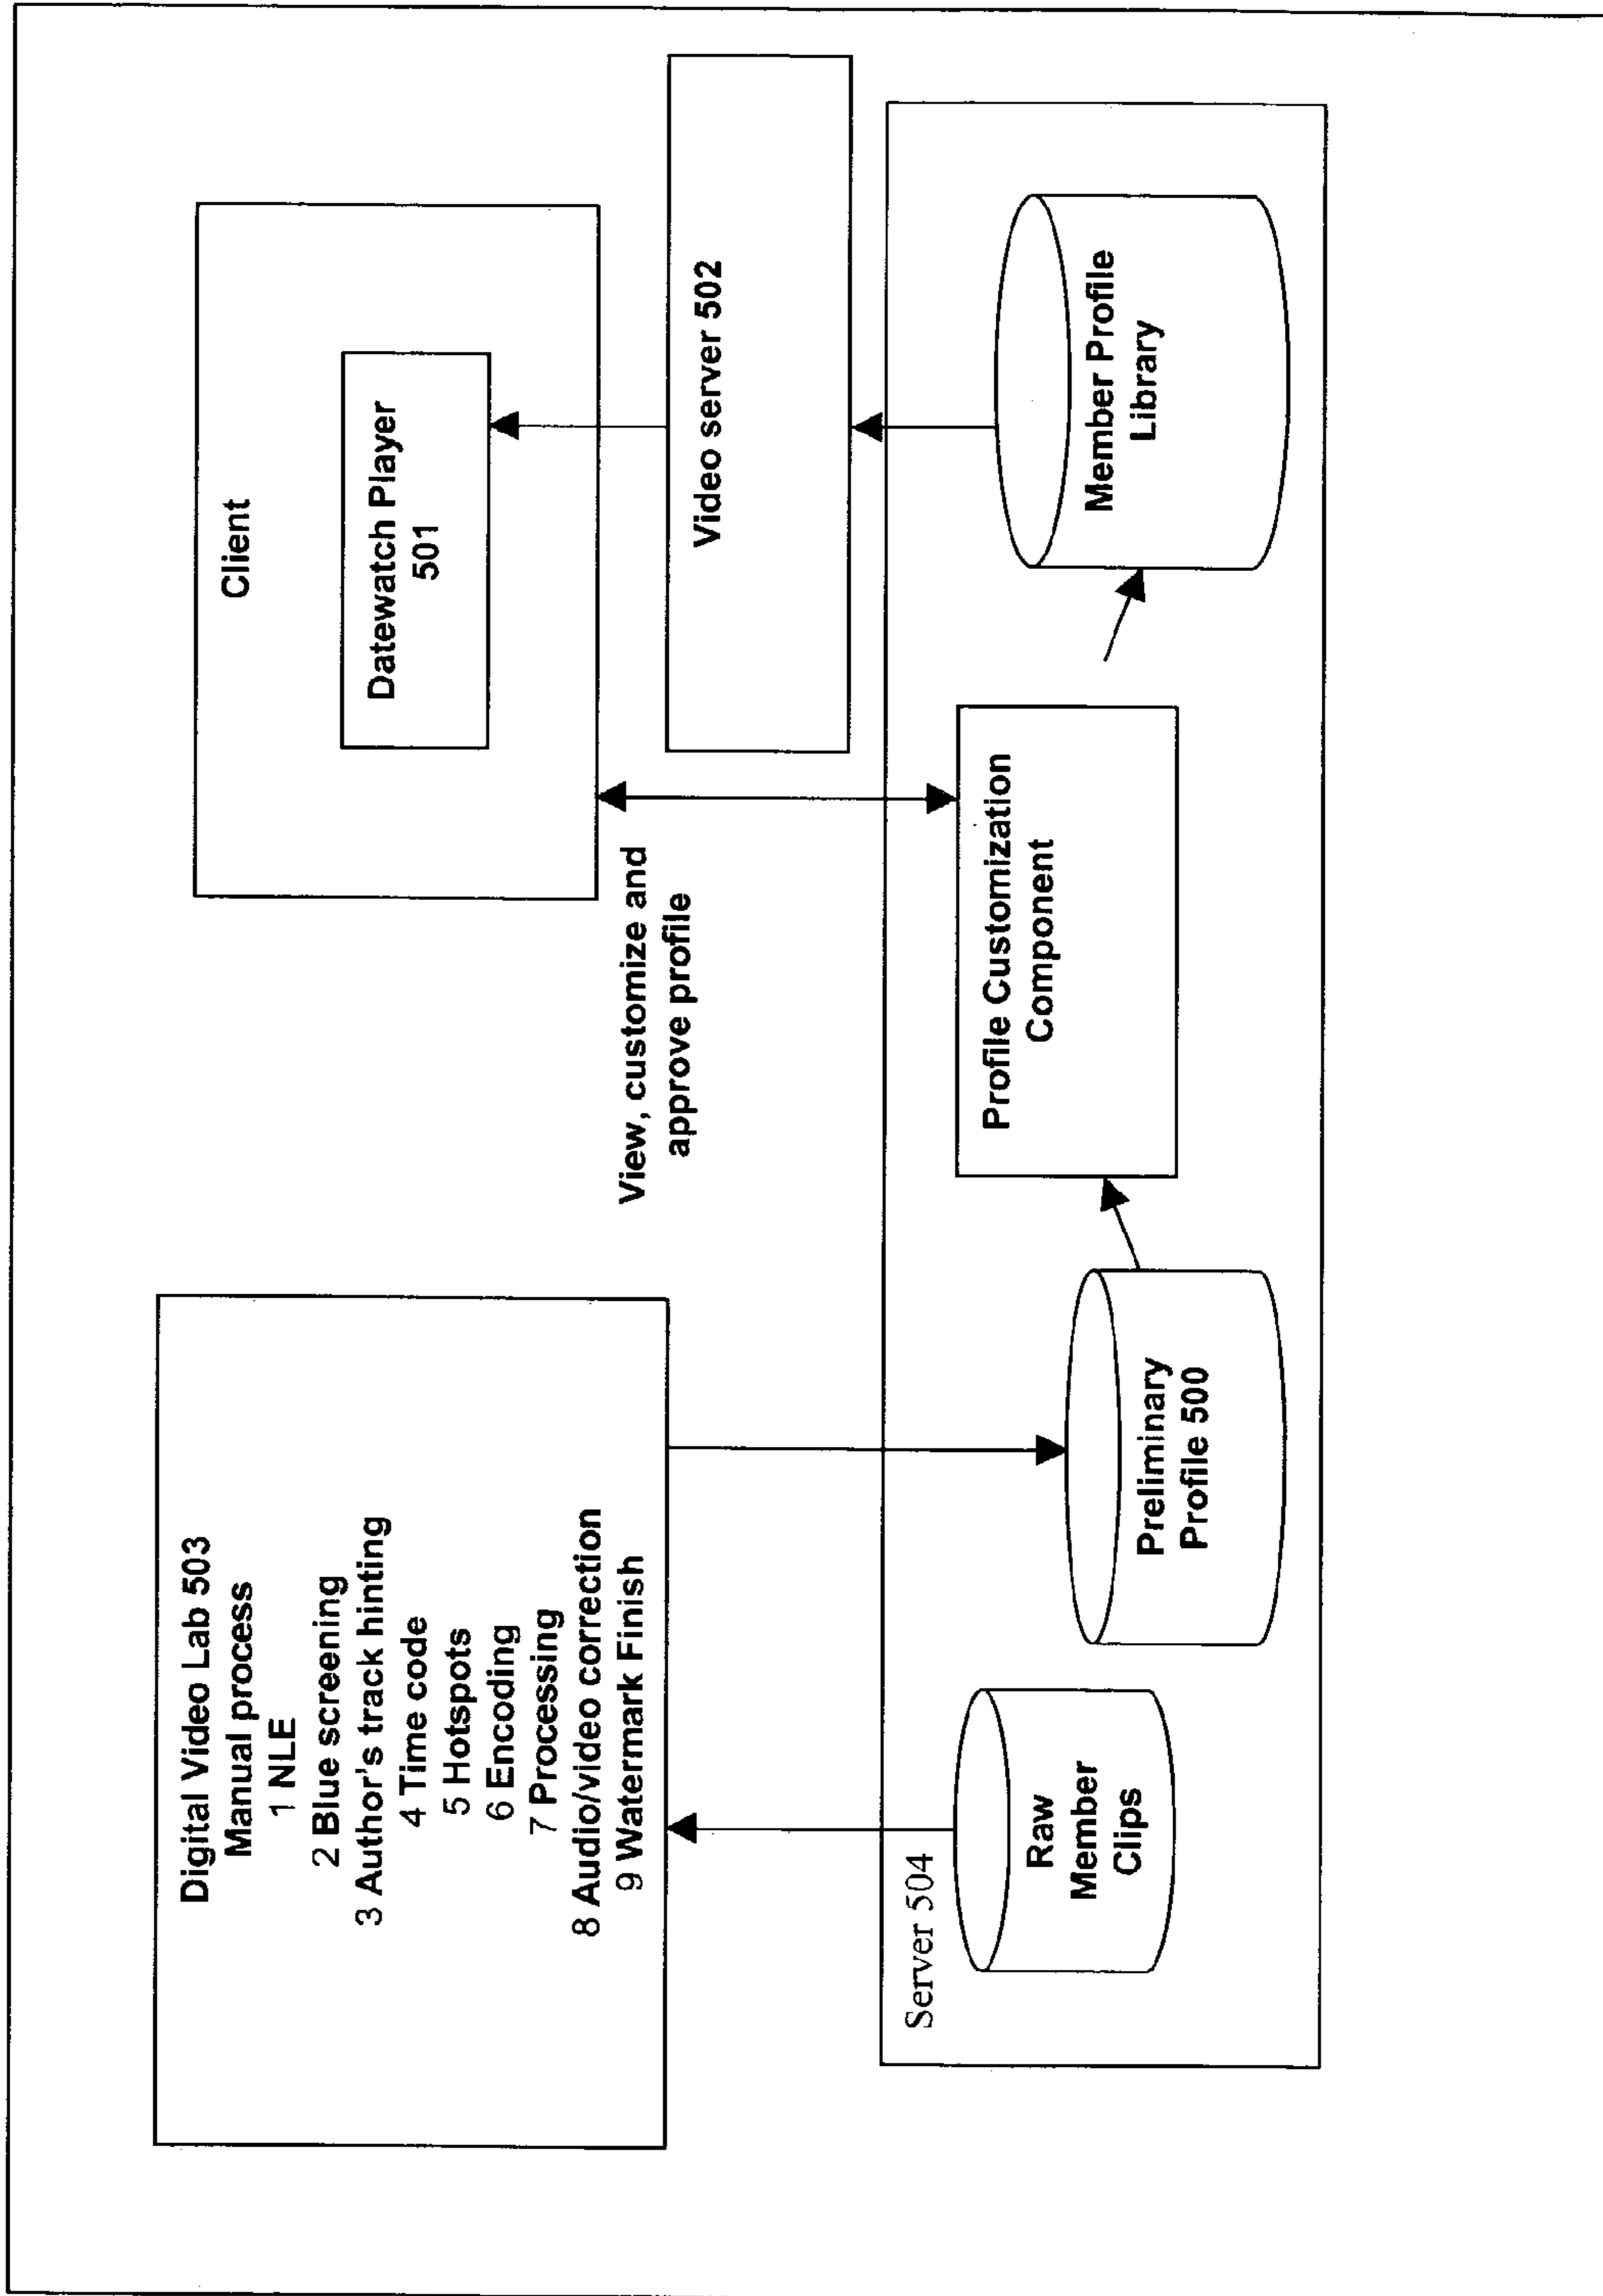 Digital Video Lab 503
Manual process
1 NLE
2 Blue screening
3 Author's track hinting
4 Time code
5 Hotspots
6 Encoding
7 Processing
8 Audio/video correction
9 Watermark Finish
Client
Datewatch Player
501
View, customize and
approve profile
Video server 502
Server 504
Raw
Member
Clips
Preliminary
Profile 500
Profile Customization
Component
Member Profile
Library